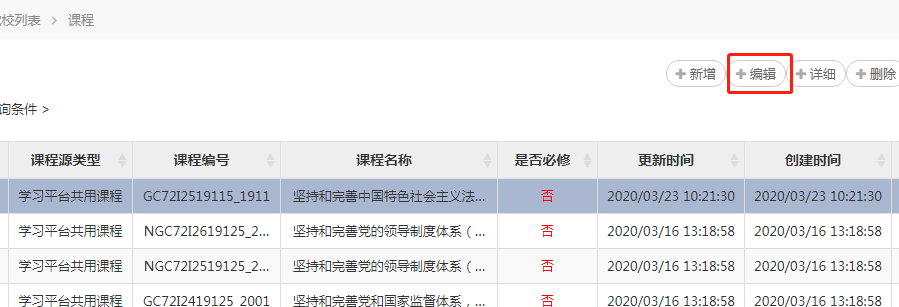 校列表 > 课程
新增 编辑 详细 删除
询条件 >
课程源类型 课程编号 课程名称 是否必修 更新时间 创建时间
学习平台共用课程 GC72I2519115_1911 坚持和完善中国特色社会主义法... 否 2020/03/23 10:21:30 2020/03/23 10:21:30
学习平台共用课程 NGC72I2619125_2... 坚持和完善党的领导制度体系（... 否 2020/03/16 13:18:58 2020/03/16 13:18:58
学习平台共用课程 NGC72I2519125_2... 坚持和完善党的领导制度体系（... 否 2020/03/16 13:18:58 2020/03/16 13:18:58
学习平台共用课程 GC72I2419125_2001 坚持和完善党和国家监督体系，... 否 2020/03/16 13:18:58 2020/03/16 13:18:58